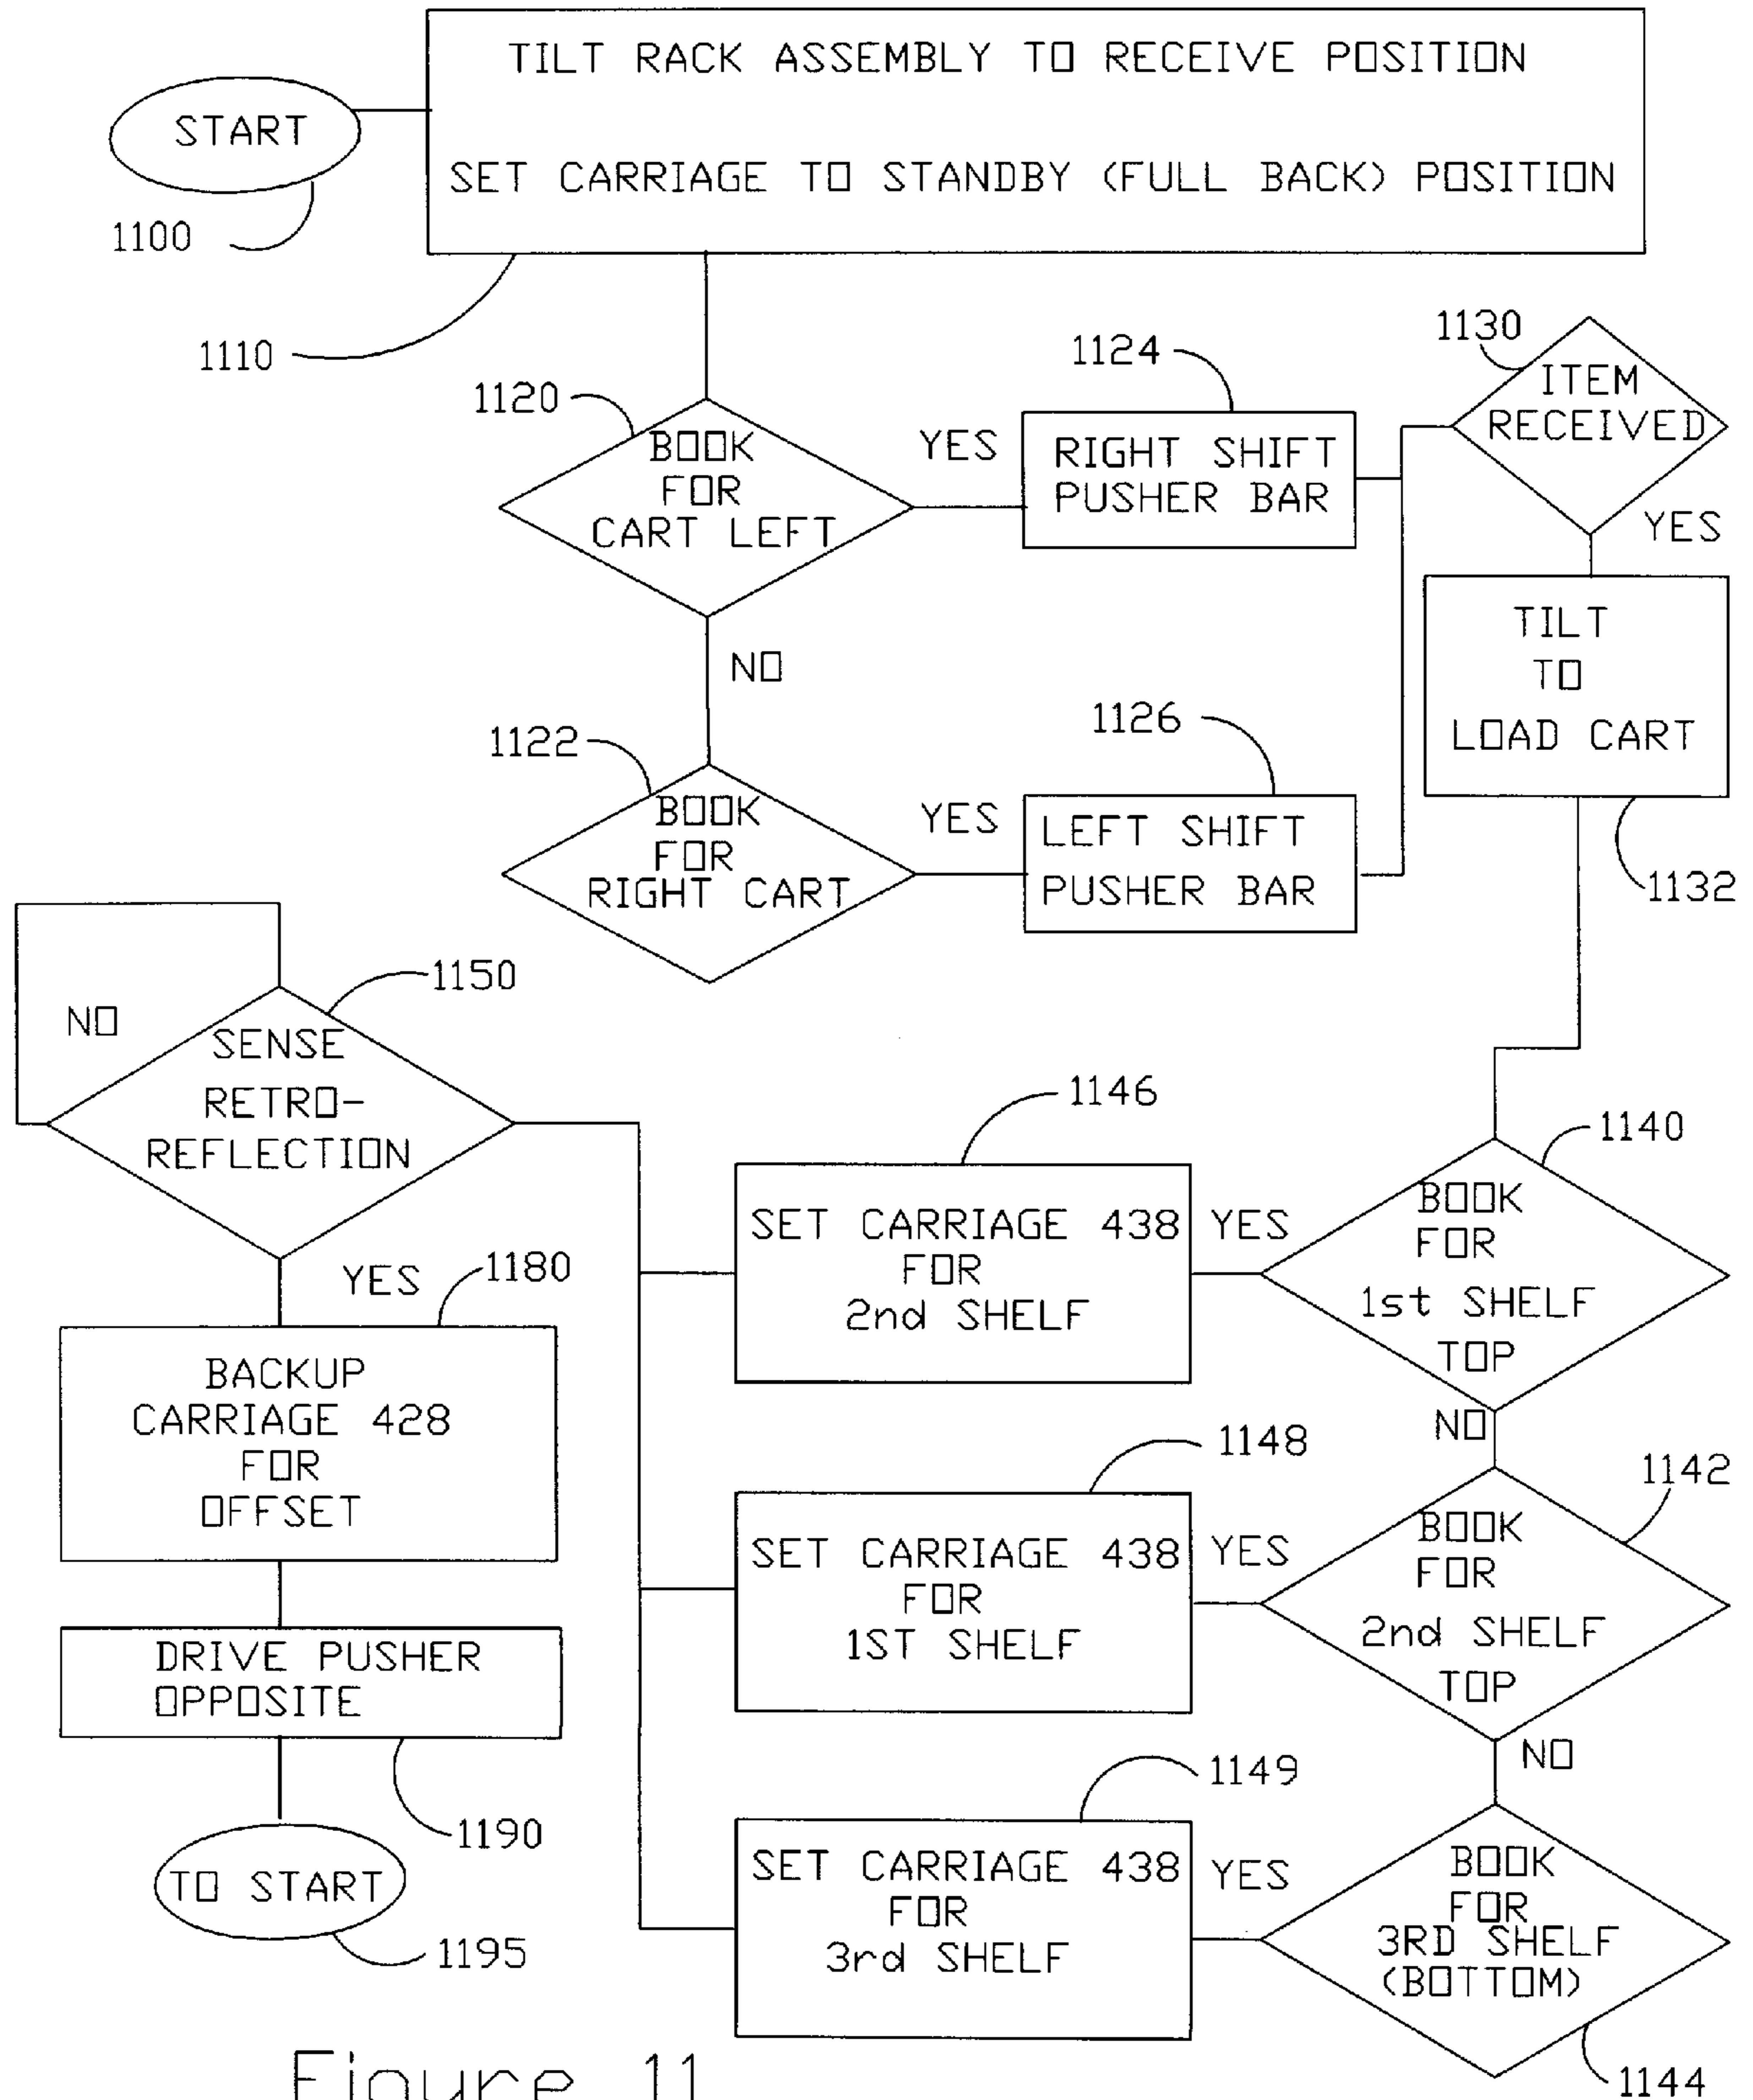 TILT RACK ASSEMBLY TO RECEIVE POSITION
START
SET CARRIAGE TO STANDBY (FULL BACK) POSITION
1100
1110
1120
BOOK
FOR
CART LEFT
YES
1124
RIGHT SHIFT
PUSHER BAR
1130
ITEM
RECEIVED
YES
TILT
TO
LOAD CART
1132
NO
1122
BOOK
FOR
RIGHT CART
YES
1126
LEFT SHIFT
PUSHER BAR
1150
NO
SENSE
RETRO-
REFLECTION
YES
1180
BACKUP
CARRIAGE 428
FOR
OFFSET
DRIVE PUSHER
OPPOSITE
1190
TO START
1195
1146
SET CARRIAGE 438
FOR
2nd SHELF
YES
1140
BOOK
FOR
1st SHELF
TOP
NO
1148
SET CARRIAGE 438
FOR
1ST SHELF
YES
1142
BOOK
FOR
2nd SHELF
TOP
NO
1149
SET CARRIAGE 438
FOR
3rd SHELF
YES
BOOK
FOR
3RD SHELF
(BOTTOM)
1144
Figure 11